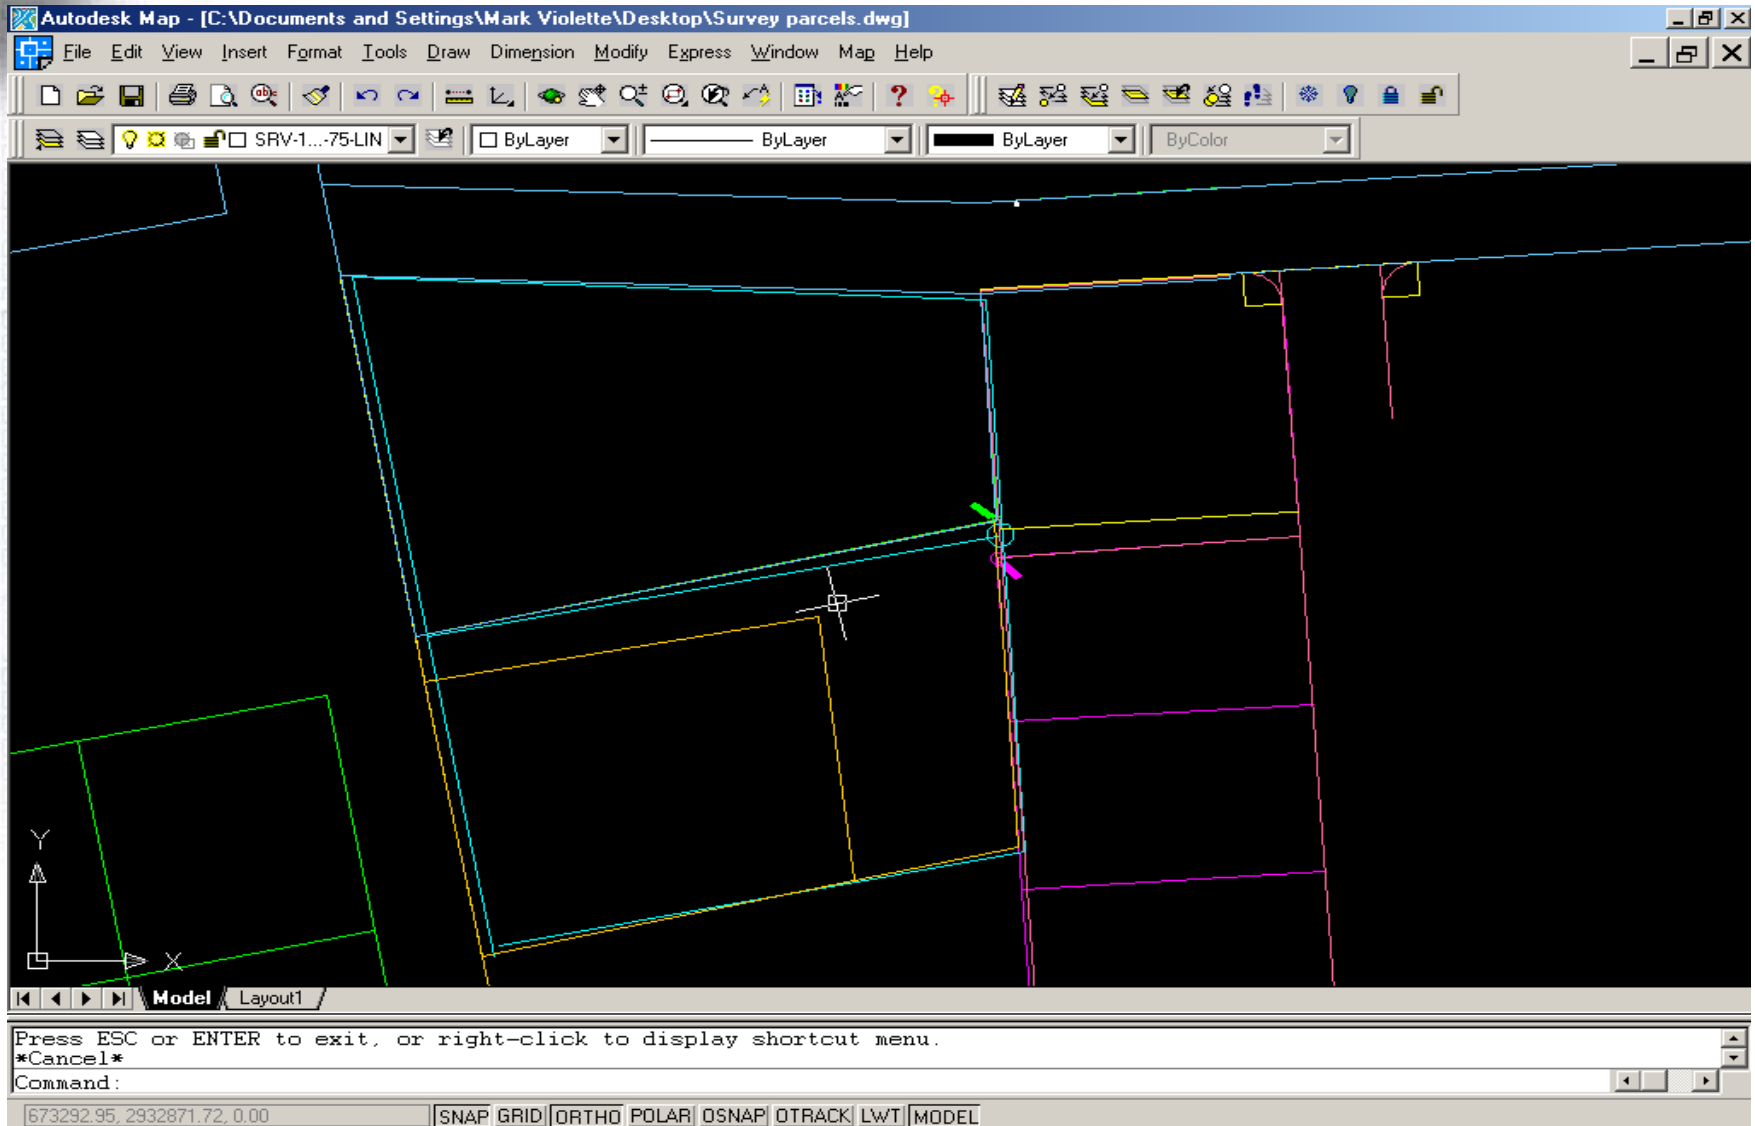 Autodesk Map - [C:\Documents and Settings\Mark Violette\Desktop\Survey parcels.dwg]
File Edit View Insert Format Tools Draw Dimension Modify Express Window Map Help
SRV-1...-75-LIN ByLayer ByLayer ByLayer ByColor
Y
X
Model Layout1
Press ESC or ENTER to exit, or right-click to display shortcut menu.
*Cancel*
Command:
673292.95, 2932871.72, 0.00 SNAP GRID ORTHO POLAR OSNAP OTRACK LWT MODEL